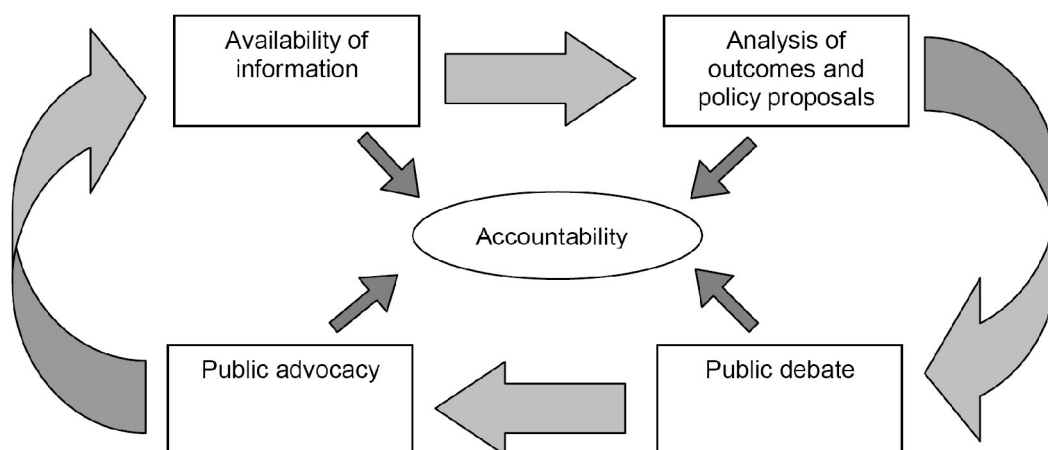 Availability of
information
Analysis of
outcomes and
policy proposals
Accountability
Public advocacy
Public debate